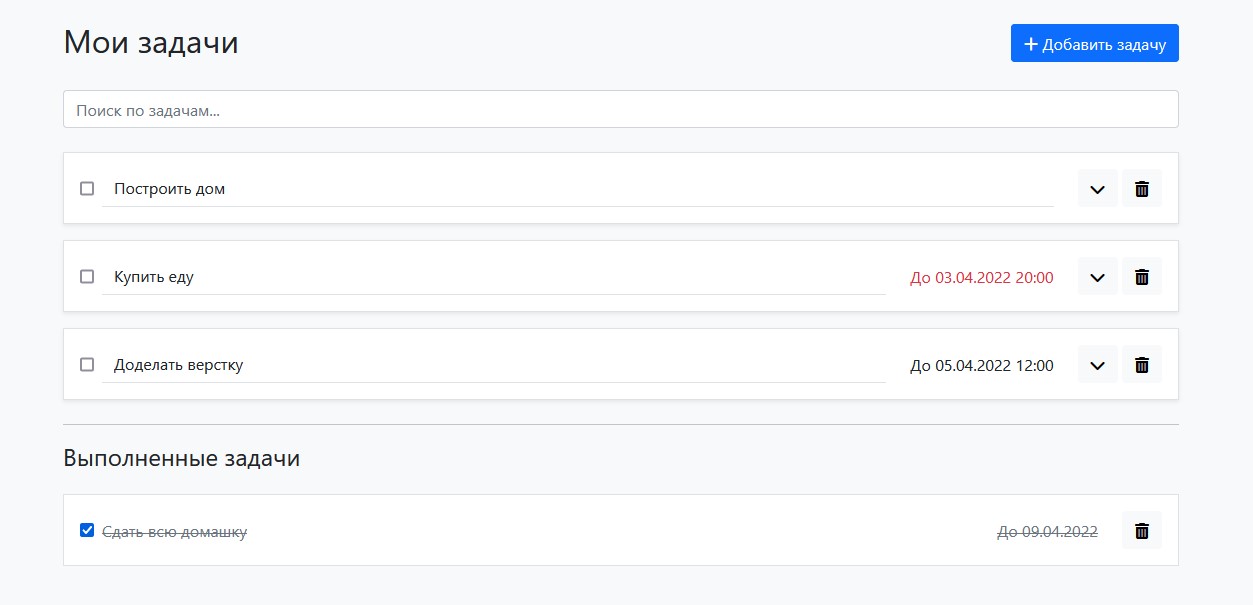 Мои задачи
Добавить задачу
Поиск по задачам...
Построить дом
Купить еду До 03.04.2022 20:00
Доделать верстку До 05.04.2022 12:00
Выполненные задачи
Сдать всю домашку До 09.04.2022